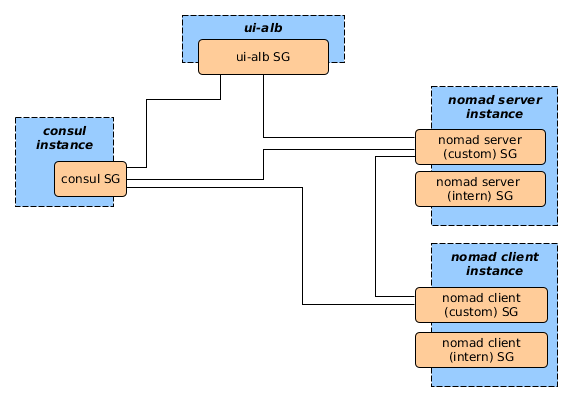 ui-alb
ui-alb SG
consul
instance
consul SG
nomad server
instance
nomad server
(custom) SG
nomad server
(intern) SG
nomad client
instance
nomad client
(custom) SG
nomad client
(intern) SG